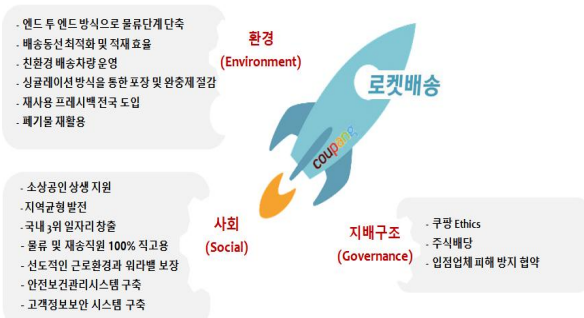 - 엔드 투 엔드 방식으로 물류단계 단축
- 배송동선 최적화 및 적재 효율
- 친환경 배송차량 운영
- 싱귤레이션 방식을 통한 포장 및 완충제 절감
- 재사용 프레시백 전국 도입
- 폐기물 재활용
환경
(Environment)
로켓배송
coupang
- 소상공인 상생 지원
-지역균형 발전
-국내 3위 일자리 창출
- 물류 및 재송직원 100% 직고용
- 선도적인 근로환경과 워라밸 보장
- 안전보건관리시스템 구축
- 고객정보보안 시스템 구축
사회
(Social)
지배구조
(Governance)
- 쿠팡 Ethics
- 주식배당
- 입점업체 피해 방지 협약